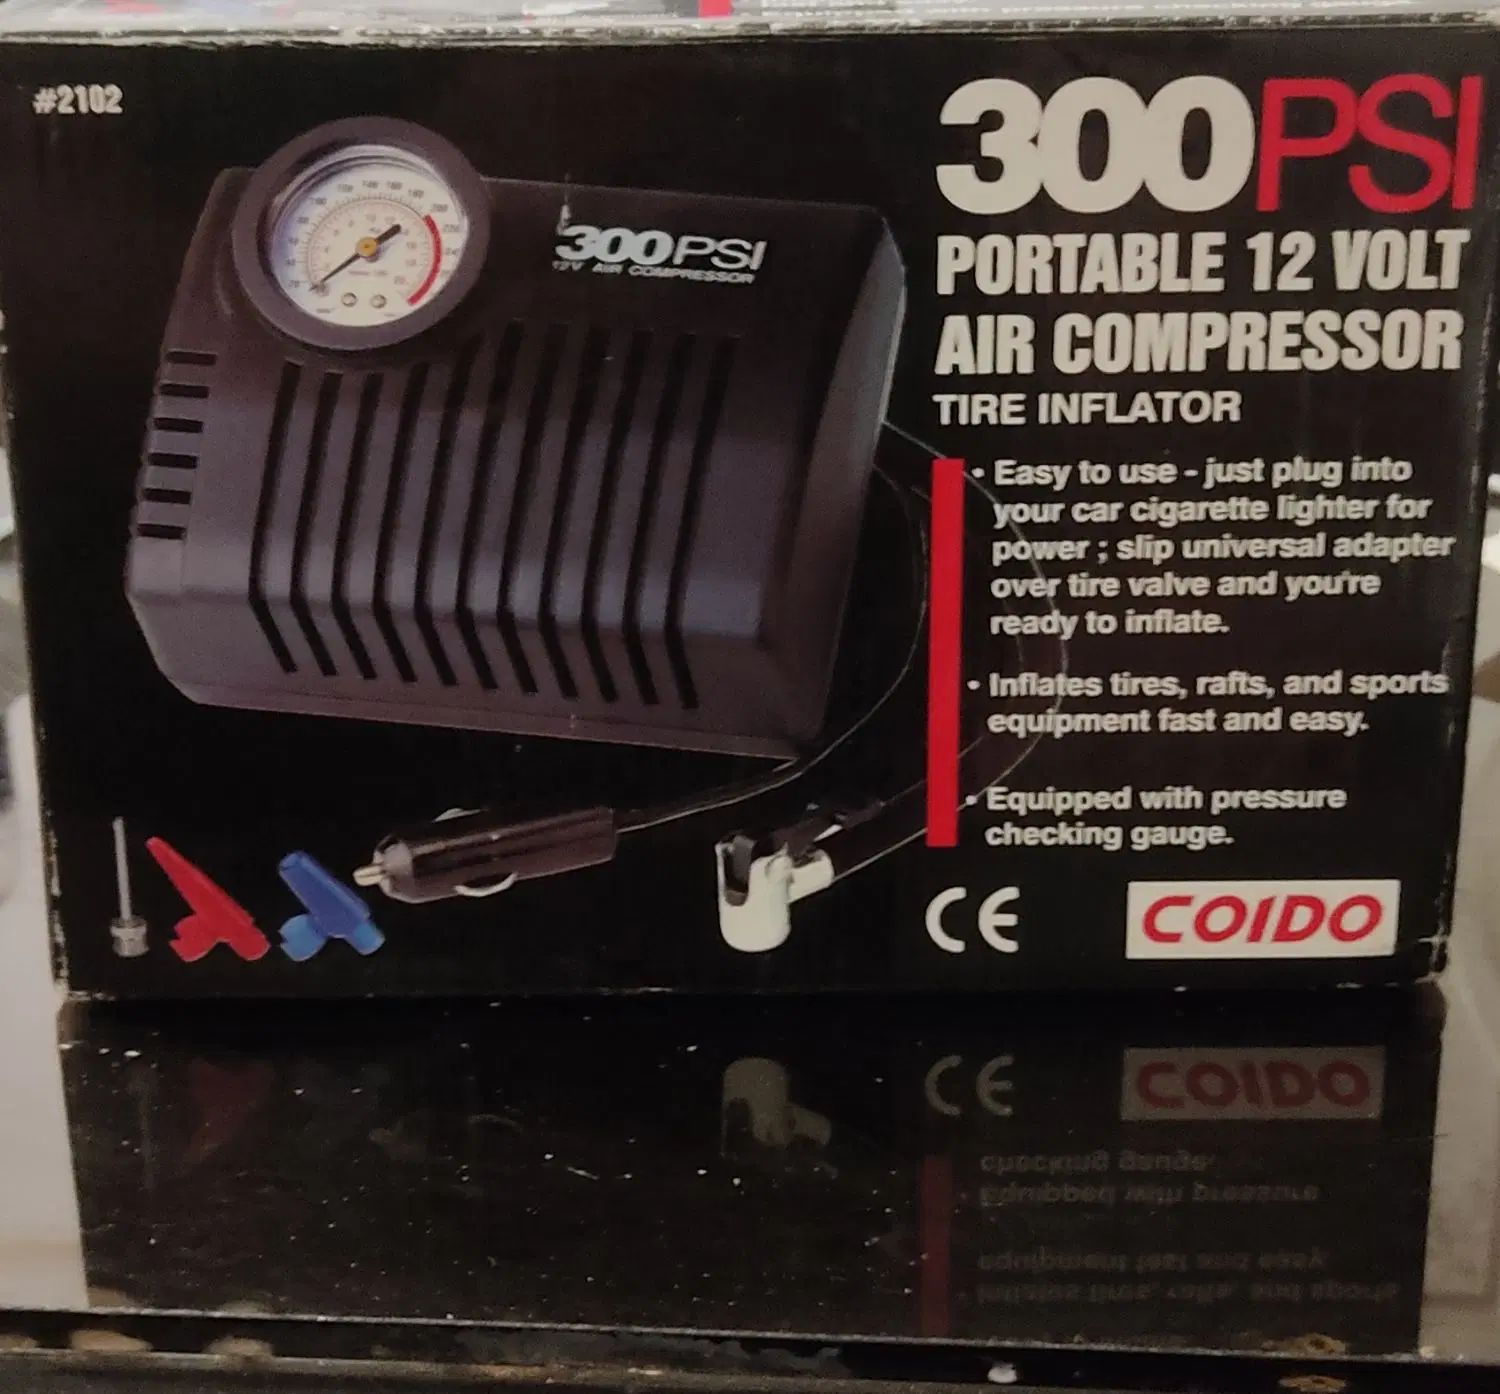 #2102
300PSI
12V AIR COMPRESSOR
300PSI
PORTABLE 12 VOLT
AIR COMPRESSOR
TIRE INFLATOR
• Easy to use - just plug into
your car cigarette lighter for
power ; slip universal adapter
over tire valve and you're
ready to inflate.
• Inflates tires, rafts, and sports
equipment fast and easy.
• Equipped with pressure
checking gauge.
CE
COIDO